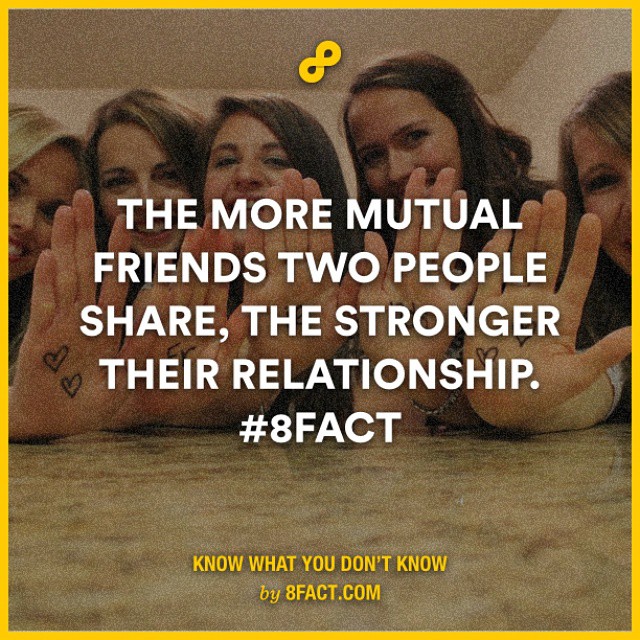 THE MORE MUTUAL
FRIENDS TWO PEOPLE
SHARE, THE STRONGER
THEIR RELATIONSHIP.
#8FACT
KNOW WHAT YOU DON'T KNOW
by 8FACT.COM